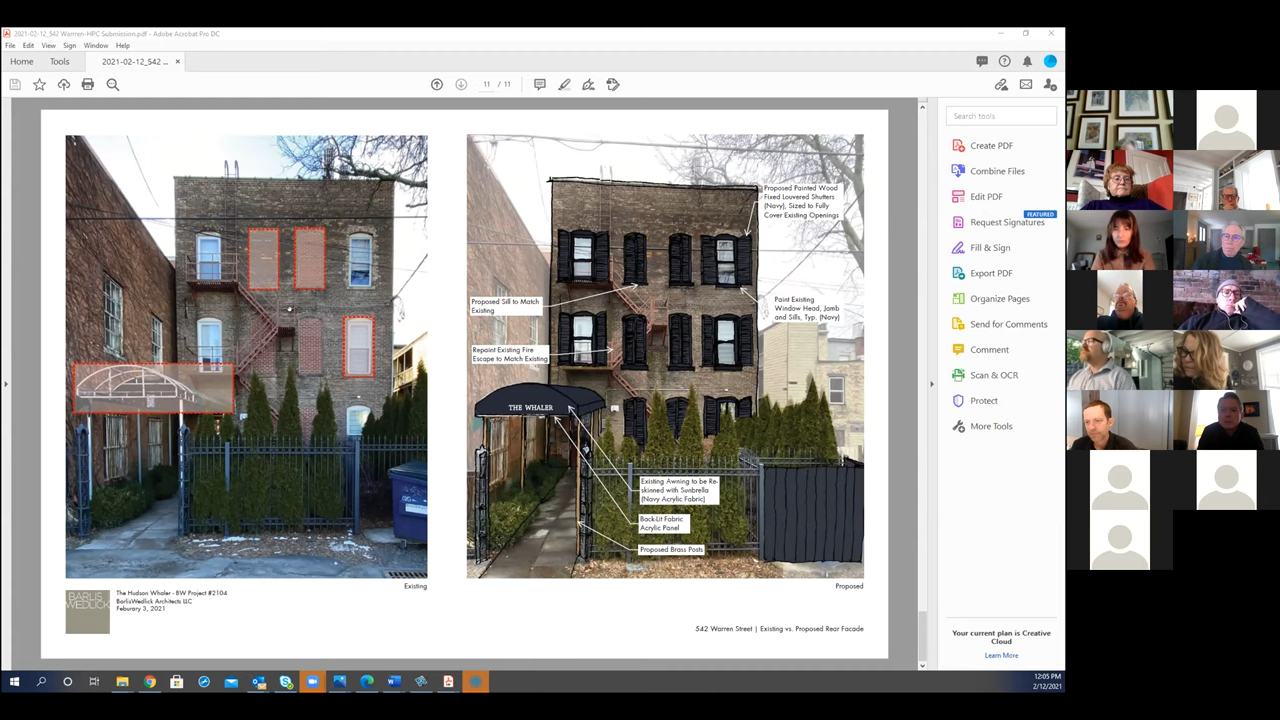 2021-02-12_542 Warren-HPC Submission.pdf - Adobe Acrobat Pro DC
File Edit View Sign Window Help
Home Tools 2021-02-12_542 ... ×
11 / 11
Search tools
Create PDF
Combine Files
Edit PDF
FEATURED
Request Signatures
Fill & Sign
Export PDF
Organize Pages
Send for Comments
Comment
Scan & OCR
Protect
More Tools
Your current plan is Creative
Cloud
Learn More
Proposed Painted Wood
Fixed Louvered Shutters
(Navy), Sized to Fully
Cover Existing Openings
Proposed Sill to Match
Existing
Paint Existing
Window Head, Jamb
and Sills, Typ. (Navy)
Repaint Existing Fire
Escape to Match Existing
THE WHALER
Existing Awning to be Re-
skinned with Sunbrella
(Navy Acrylic Fabric)
Back-Lit Fabric
Acrylic Panel
Proposed Brass Posts
Existing
Proposed
BARLIS
WEDLICK
The Hudson Whaler - BW Project #2104
BarlisWedlick Architects LLC
Feburary 3, 2021
542 Warren Street | Existing vs. Proposed Rear Facade
12:05 PM
2/12/2021